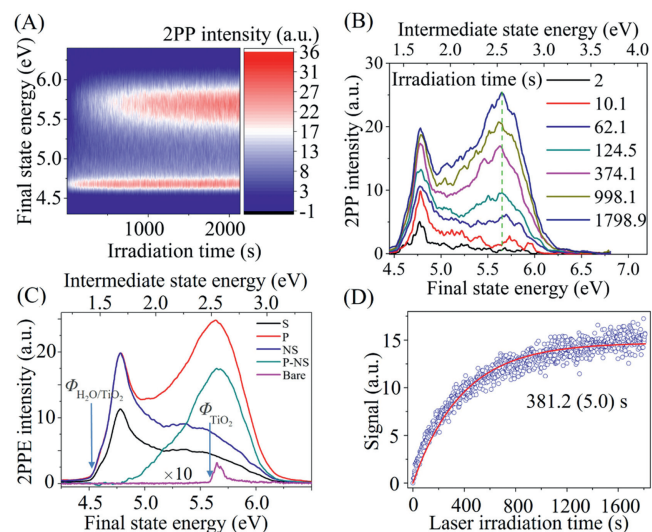 (A)
2PP intensity (a.u.)
Final state energy (eV)
6.0
5.5
5.0
4.5
1000
2000
Irradiation time (s)
36
31
27
22
17
13
8
3
-1
(B)
Intermediate state energy (eV)
1.5
2.0
2.5
3.0
3.5
4.0
2PP intensity (a.u.)
30
20
10
0
Irradiation time (s)
2
10.1
62.1
124.5
374.1
998.1
1798.9
4.5
5.0
5.5
6.0
6.5
7.0
Final state energy (eV)
(C)
Intermediate state energy (eV)
1.5
2.0
2.5
3.0
2PPE intensity (a.u.)
20
10
0
S
P
NS
P-NS
Bare
Φ_{H₂O/TiO₂}
Φ_{TiO₂}
×10
4.5
5.0
5.5
6.0
Final state energy (eV)
(D)
Signal (a.u.)
20
15
10
5
0
381.2 (5.0) s
0
400
800
1200
1600
Laser irradiation time (s)